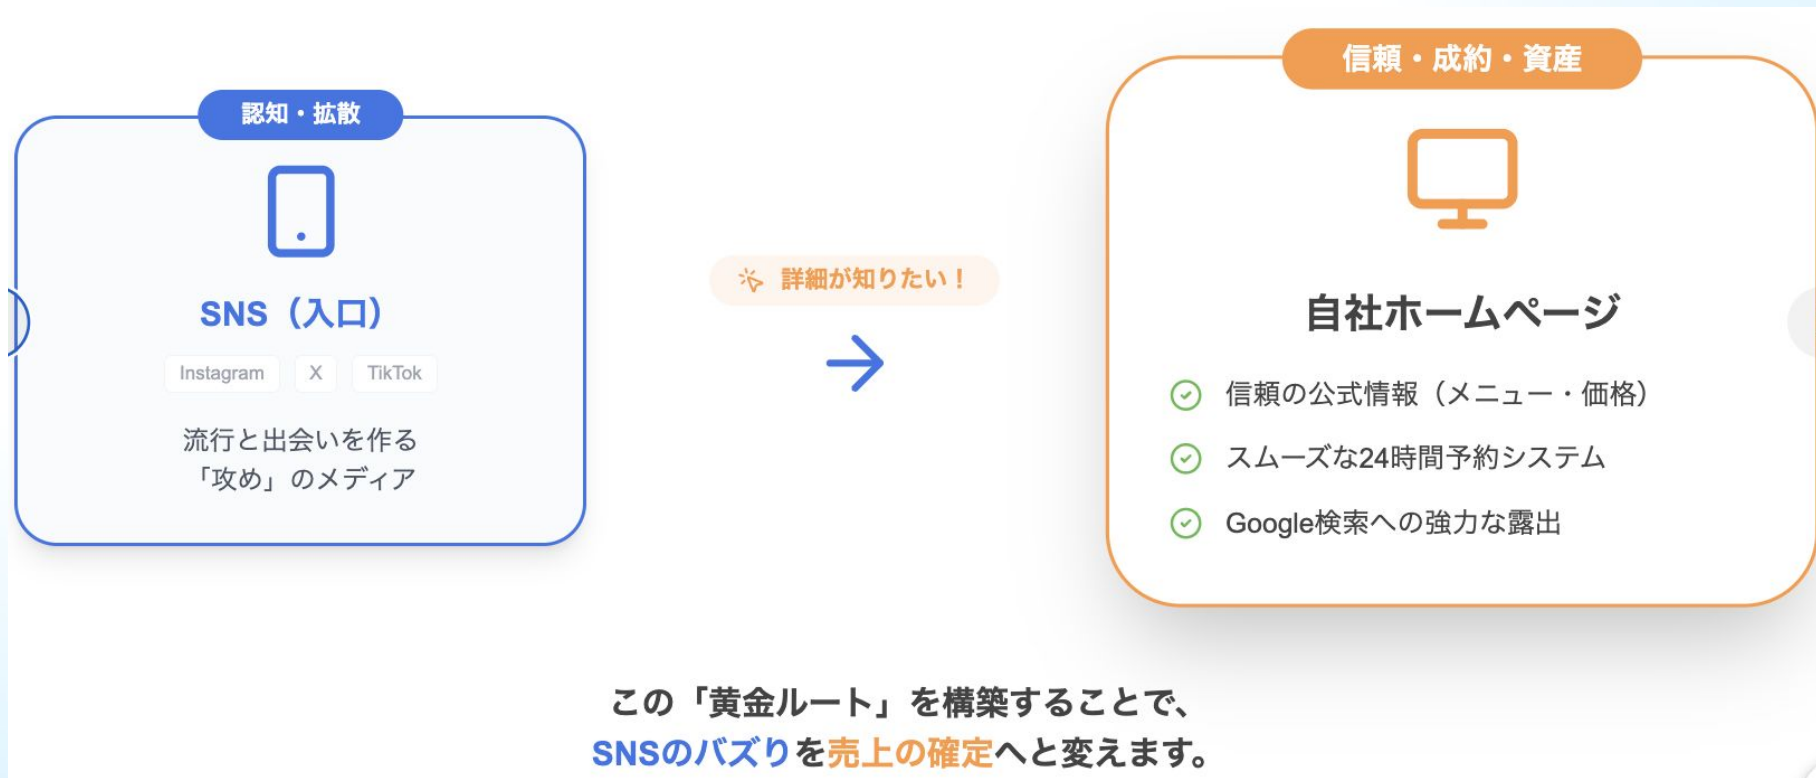 認知・拡散
SNS（入口）
Instagram
X
TikTok
流行と出会いを作る
「攻め」のメディア
詳細が知りたい！
信頼・成約・資産
自社ホームページ
信頼の公式情報（メニュー・価格）
スムーズな24時間予約システム
Google検索への強力な露出
この「黄金ルート」を構築することで、
SNSのバズりを売上の確定へと変えます。